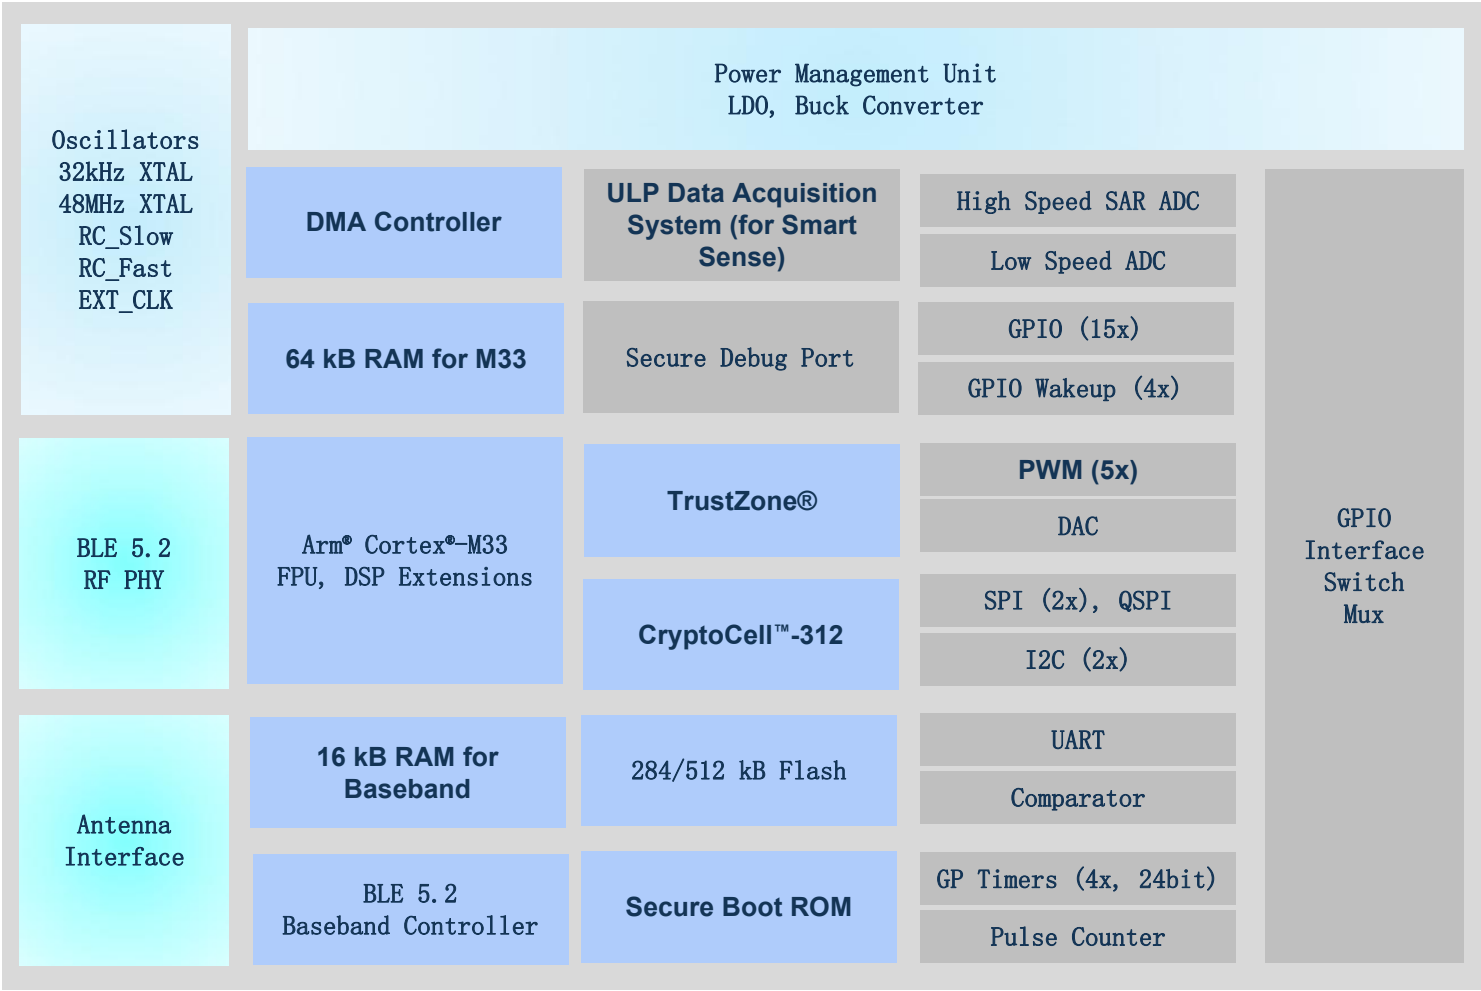 Oscillators
32kHz XTAL
48MHz XTAL
RC_Slow
RC_Fast
EXT_CLK
Power Management Unit
LDO, Buck Converter
DMA Controller
ULP Data Acquisition
System (for Smart
Sense)
High Speed SAR ADC
Low Speed ADC
64 kB RAM for M33
Secure Debug Port
GPIO (15x)
GPIO Wakeup (4x)
BLE 5.2
RF PHY
Arm® Cortex®-M33
FPU, DSP Extensions
TrustZone®
PWM (5x)
DAC
CryptoCell™-312
SPI (2x), QSPI
I2C (2x)
GPIO
Interface
Switch
Mux
Antenna
Interface
16 kB RAM for
Baseband
284/512 kB Flash
UART
Comparator
BLE 5.2
Baseband Controller
Secure Boot ROM
GP Timers (4x, 24bit)
Pulse Counter